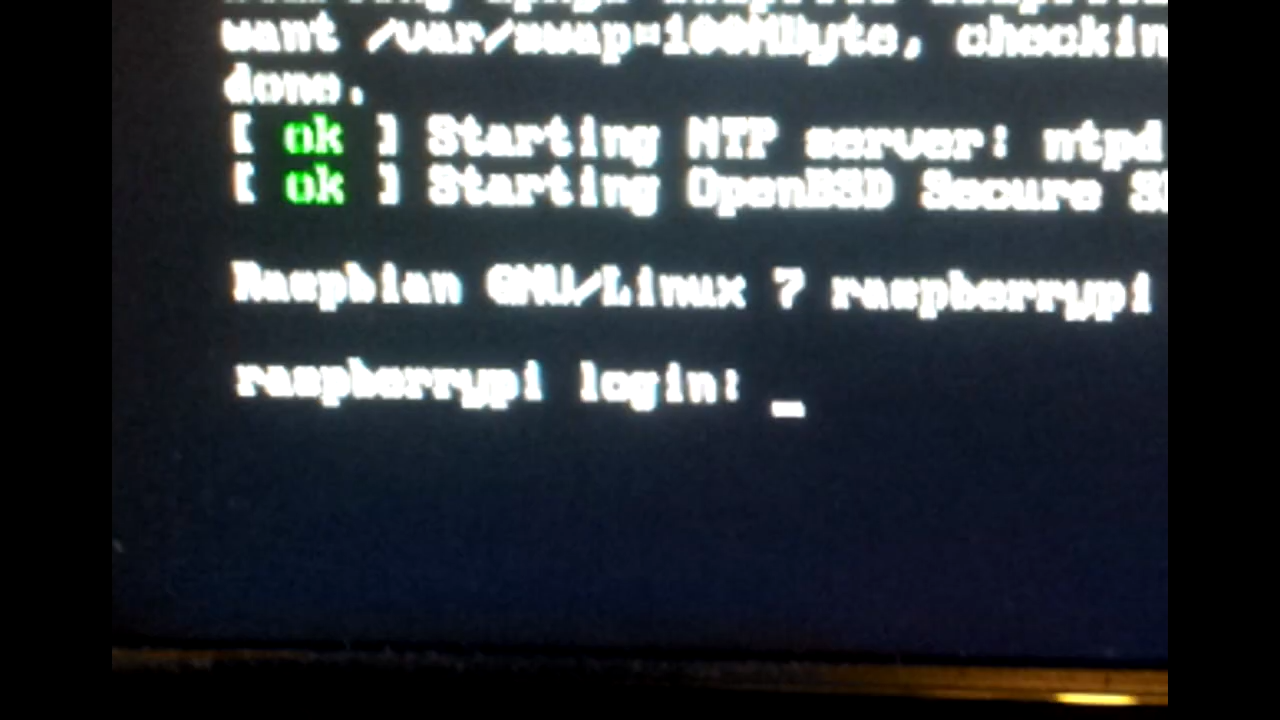 want /var/swap=100MByte, checkin
done.
[ ok ] Starting NTP server: ntpd
[ ok ] Starting OpenBSD Secure
Raspbian GNU/Linux 7 raspberrypi
raspberrypi login: _